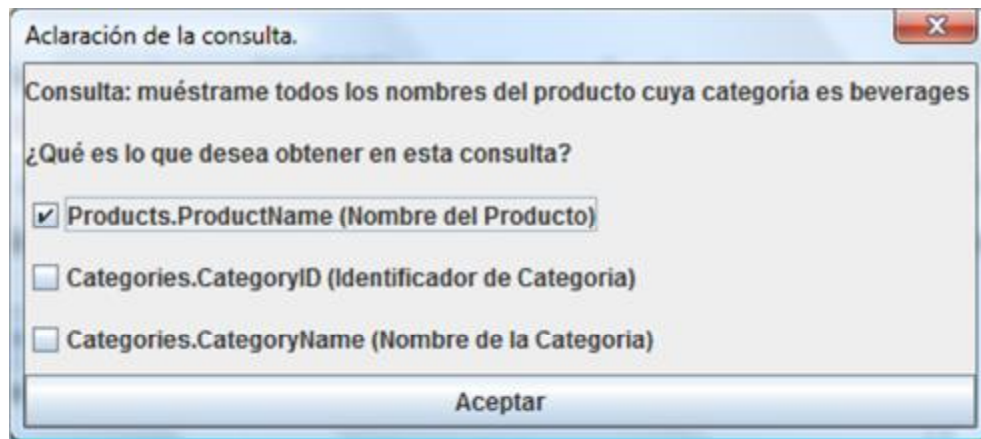 Aclaración de la consulta.
Consulta: muéstrame todos los nombres del producto cuya categoria es beverages
¿Qué es lo que desea obtener en esta consulta?
Products.ProductName (Nombre del Producto)
Categories.CategoryID (Identificador de Categoria)
Categories.CategoryName (Nombre de la Categoria)
Aceptar